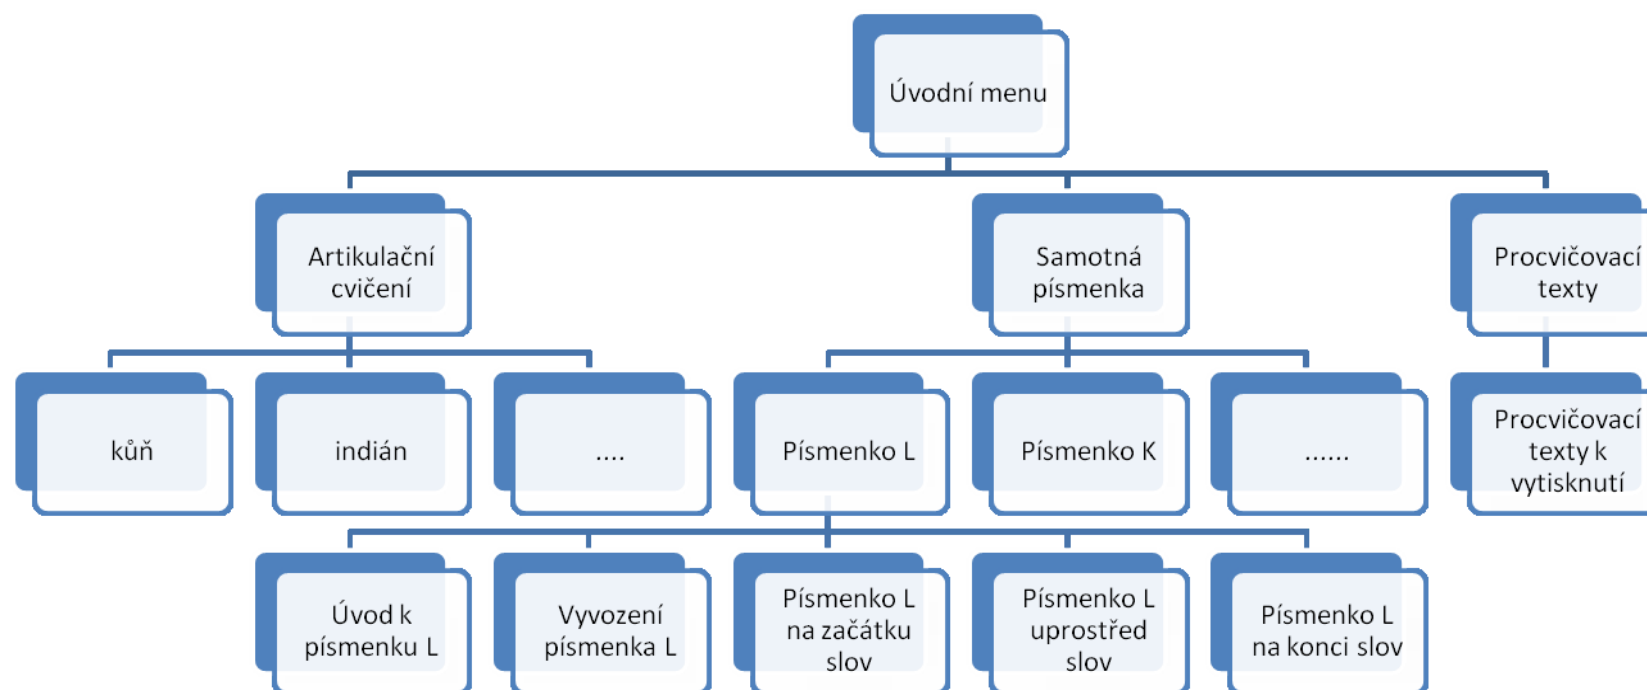 Úvodní menu
Artikulační
cvičení
Samotná
písmenka
Procvičovací
texty
kůň
indián
....
Písmenko L
Písmenko K
......
Procvičovací
texty k
vytisknutí
Úvod k
písmenku L
Vyvození
písmenka L
Písmenko L
na začátku
slov
Písmenko L
uprostřed
slov
Písmenko L
na konci slov